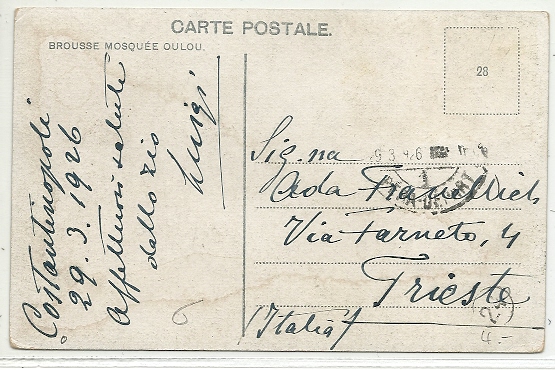 CARTE POSTALE.
BROUSSE MOSQUÉE OULOU.
28
Costantinopoli
29.3.1926
Affettuosi saluti
dallo zio
Luigi
Sig.na
Ada
Via Farneto, 4
Trieste
(Italia)
4.-